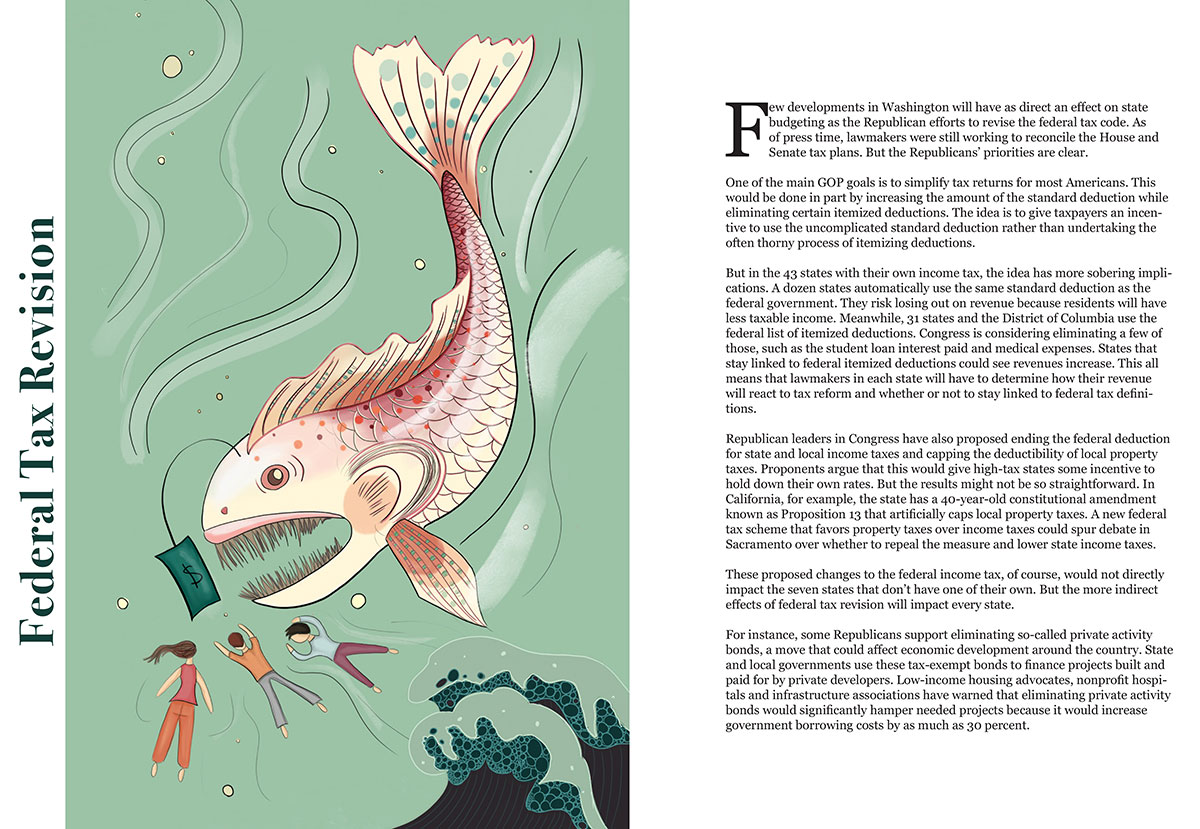 Federal Tax Revision
$
Few developments in Washington will have as direct an effect on state
budgeting as the Republican efforts to revise the federal tax code. As
of press time, lawmakers were still working to reconcile the House and
Senate tax plans. But the Republicans’ priorities are clear.
One of the main GOP goals is to simplify tax returns for most Americans. This
would be done in part by increasing the amount of the standard deduction while
eliminating certain itemized deductions. The idea is to give taxpayers an incen-
tive to use the uncomplicated standard deduction rather than undertaking the
often thorny process of itemizing deductions.
But in the 43 states with their own income tax, the idea has more sobering impli-
cations. A dozen states automatically use the same standard deduction as the
federal government. They risk losing out on revenue because residents will have
less taxable income. Meanwhile, 31 states and the District of Columbia use the
federal list of itemized deductions. Congress is considering eliminating a few of
those, such as the student loan interest paid and medical expenses. States that
stay linked to federal itemized deductions could see revenues increase. This all
means that lawmakers in each state will have to determine how their revenue
will react to tax reform and whether or not to stay linked to federal tax defini-
tions.
Republican leaders in Congress have also proposed ending the federal deduction
for state and local income taxes and capping the deductibility of local property
taxes. Proponents argue that this would give high-tax states some incentive to
hold down their own rates. But the results might not be so straightforward. In
California, for example, the state has a 40-year-old constitutional amendment
known as Proposition 13 that artificially caps local property taxes. A new federal
tax scheme that favors property taxes over income taxes could spur debate in
Sacramento over whether to repeal the measure and lower state income taxes.
These proposed changes to the federal income tax, of course, would not directly
impact the seven states that don’t have one of their own. But the more indirect
effects of federal tax revision will impact every state.
For instance, some Republicans support eliminating so-called private activity
bonds, a move that could affect economic development around the country. State
and local governments use these tax-exempt bonds to finance projects built and
paid for by private developers. Low-income housing advocates, nonprofit hospi-
tals and infrastructure associations have warned that eliminating private activity
bonds would significantly hamper needed projects because it would increase
government borrowing costs by as much as 30 percent.